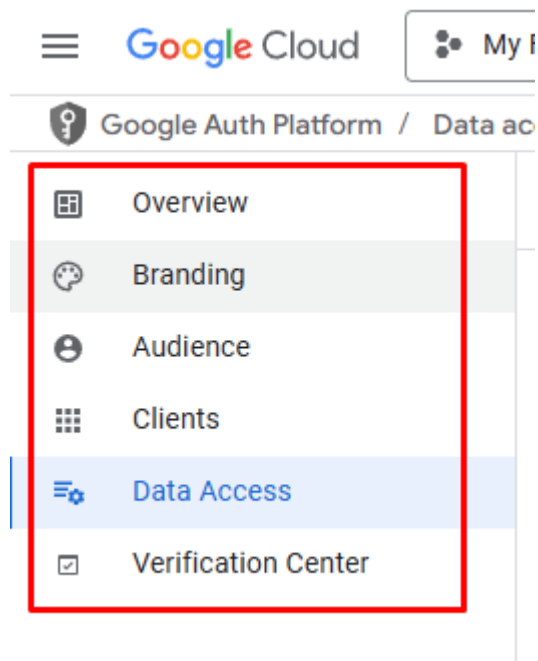 Google Cloud My
Google Auth Platform / Data ac
Overview
Branding
Audience
Clients
Data Access
Verification Center